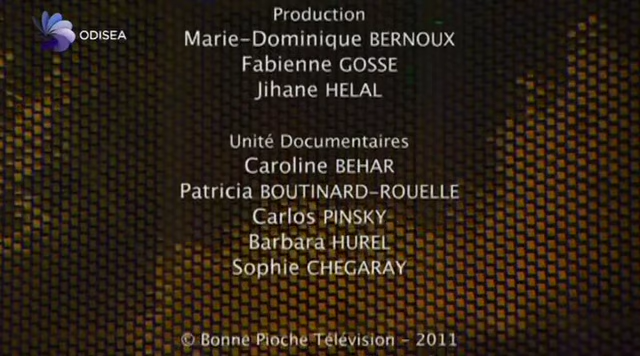 ODISEA
Production
Marie-Dominique BERNOUX
Fabienne GOSSE
Jihane HELAL
Unité Documentaires
Caroline BEHAR
Patricia BOUTINARD-ROUELLE
Carlos PINSKY
Barbara HUREL
Sophie CHEGARAY
© Bonne Pioche Télévision - 2011